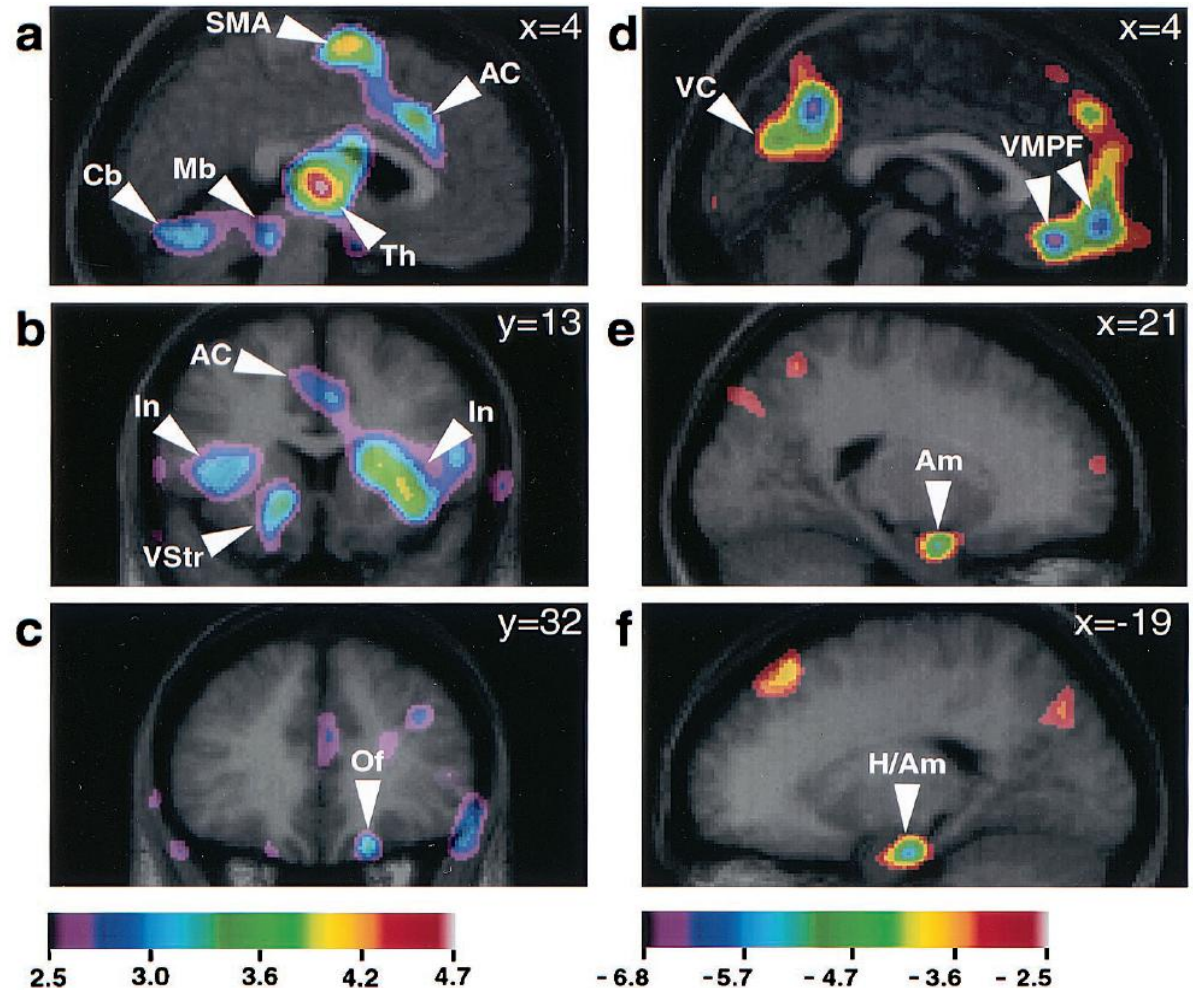 a
SMA
x=4
AC
Cb
Mb
Th
b
y=13
AC
In
In
VStr
c
y=32
Of
2.5 3.0 3.6 4.2 4.7
d
x=4
VC
VMPF
e
x=21
Am
f
x=-19
H/Am
-6.8 -5.7 -4.7 -3.6 -2.5